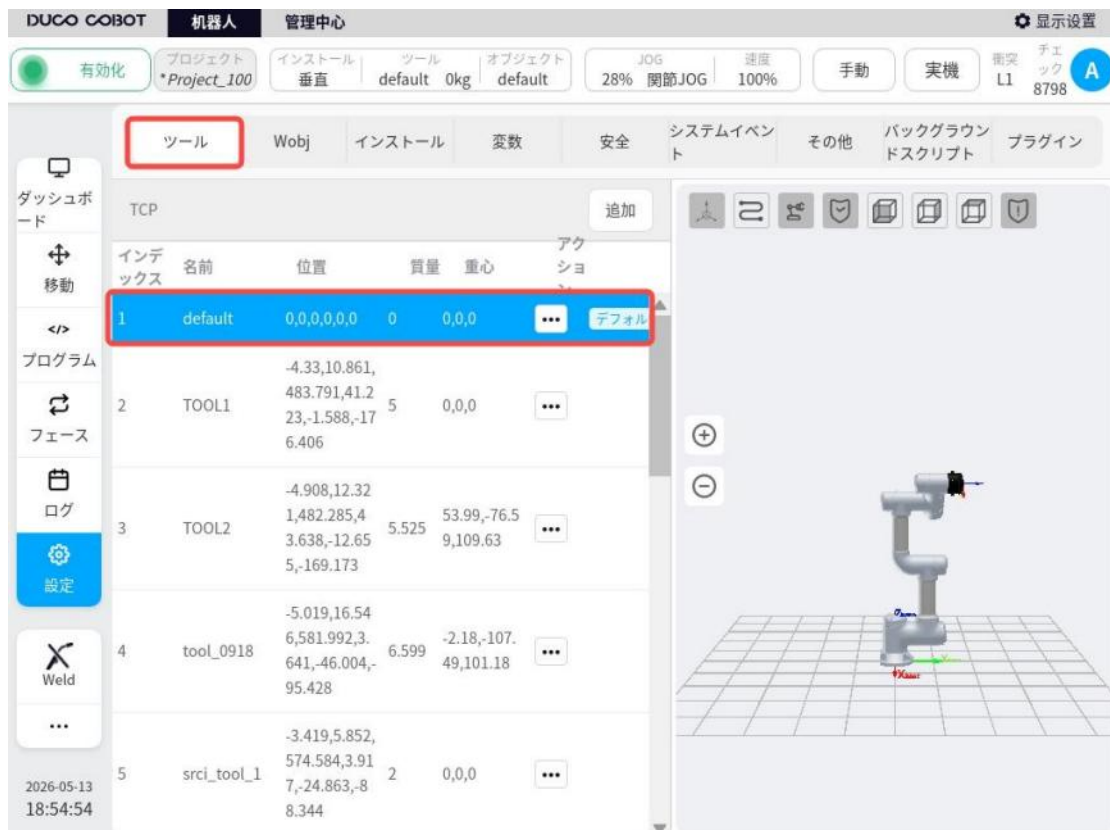 DUCO COBOT
机器人
管理中心
显示设置
有効化
プロジェクト
*Project_100
インストール
垂直
ツール
default 0kg
オブジェクト
default
JOG
28% 関節JOG
速度
100%
手動
実機
衝突
L1
チェ
ック
8798
A
ツール
Wobj
インストール
変数
安全
システムイベン
ト
その他
バックグラウン
ドスクリプト
プラグイン
ダッシュボ
ード
移動
</>
プログラム
フェース
ログ
設定
Weld
...
2026-05-13
18:54:54
TCP
追加
インデ
ックス
名前
位置
質量
重心
アク
ショ
1 default 0,0,0,0,0,0 0 0,0,0 ••• デフォル
2 TOOL1
-4.33,10.861,
483.791,41.2
23,-1.588,-17
6.406
5 0,0,0 •••
3 TOOL2
-4.908,12.32
1,482.285,4
3.638,-12.65
5,-169.173
5.525
53.99,-76.5
9,109.63
•••
4 tool_0918
-5.019,16.54
6,581.992,3.
641,-46.004,-
95.428
6.599
-2.18,-107.
49,101.18
•••
5 srci_tool_1
-3.419,5.852,
574.584,3.91
7,-24.863,-8
8.344
2 0,0,0 •••